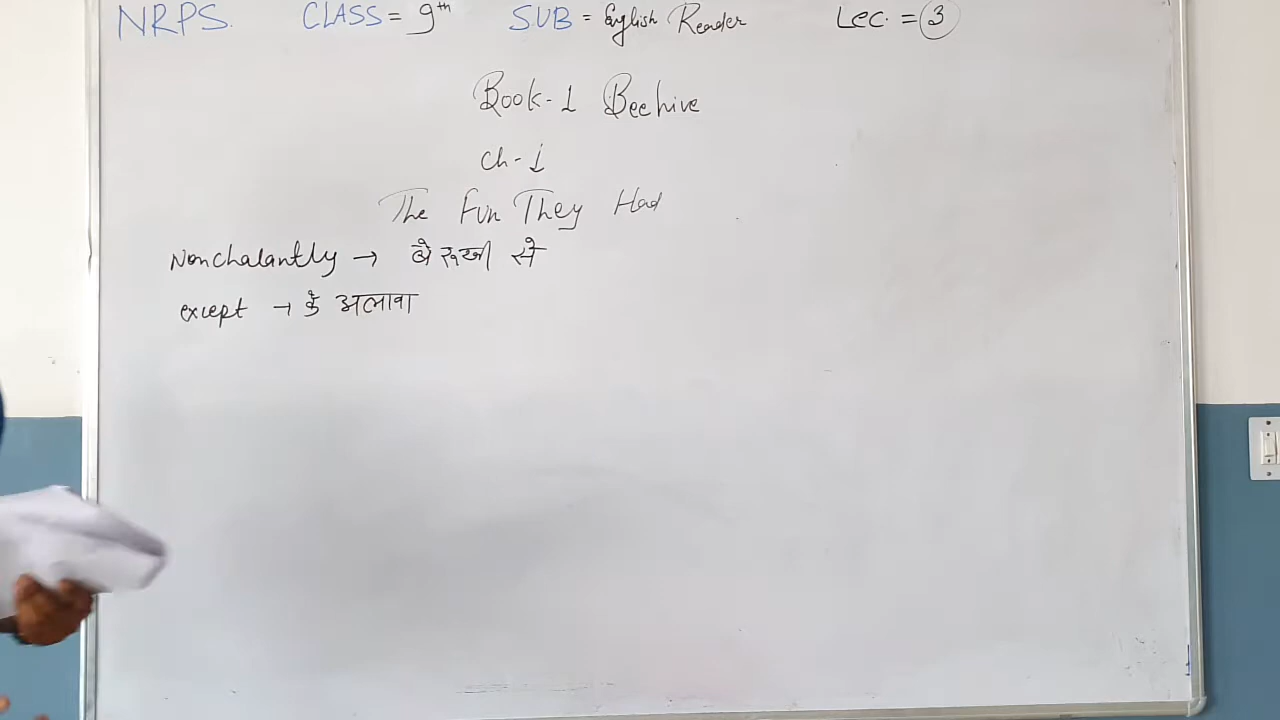 NRPS. CLASS = 9th SUB = English Reader Lec. = 3
Book-1 Beehive
Ch-1
The Fun They Had
Nonchalantly → बेरूखी से
except → के अलावा